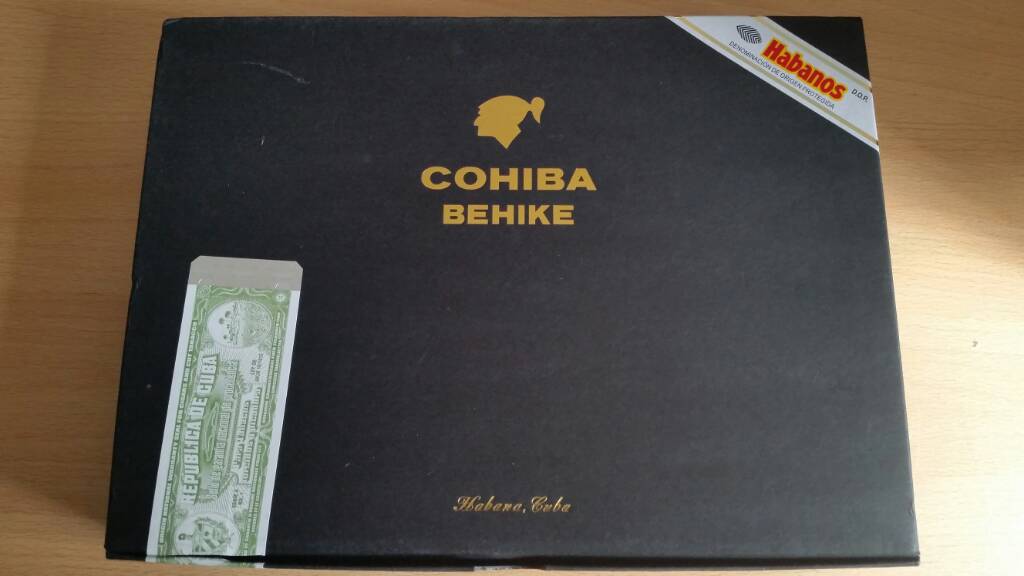 Habanos
D.O.P.
DENOMINACIÓN DE ORIGEN PROTEGIDA
COHIBA
BEHIKE
REPUBLICA DE CUBA
Habana, Cuba